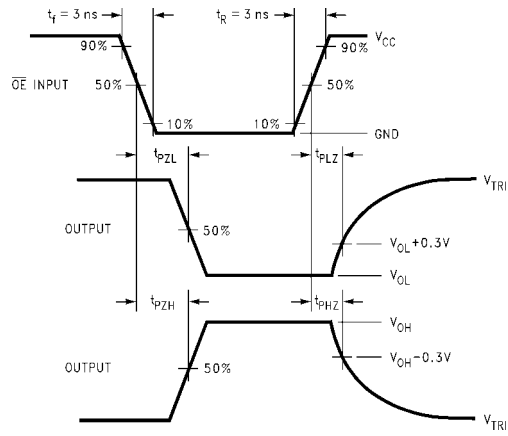 tf = 3 ns
tR = 3 ns
90%
90%
VCC
OE INPUT
50%
50%
10%
10%
GND
tPZL
tPLZ
VTRI
OUTPUT
50%
VOL+0.3V
VOL
tPZH
tPHZ
VOH
OUTPUT
50%
VOH−0.3V
VTRI